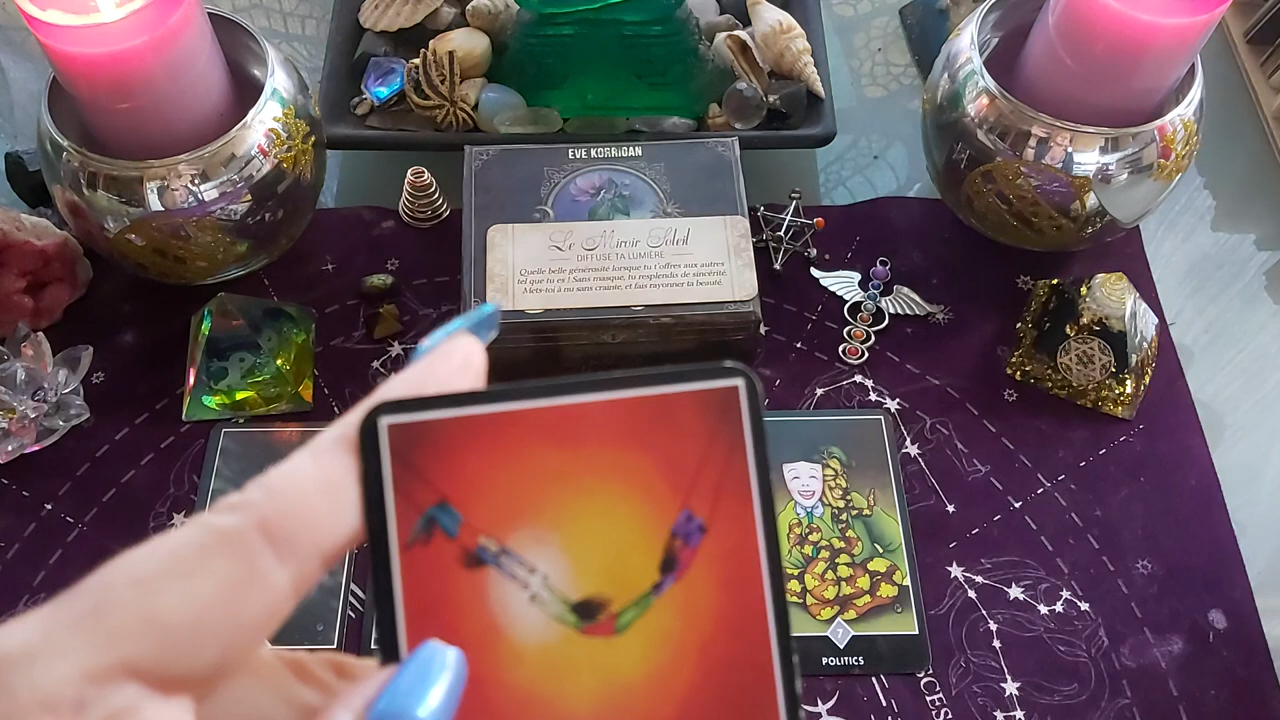 EVE KORRIGAN
Le Miroir Soleil
DIFFUSE TA LUMIÈRE
Quelle belle générosité lorsque tu t'offres aux autres
tel que tu es ! Sans masque, tu resplendis de sincérité.
Mets-toi à nu sans crainte, et fais rayonner ta beauté.
7
POLITICS